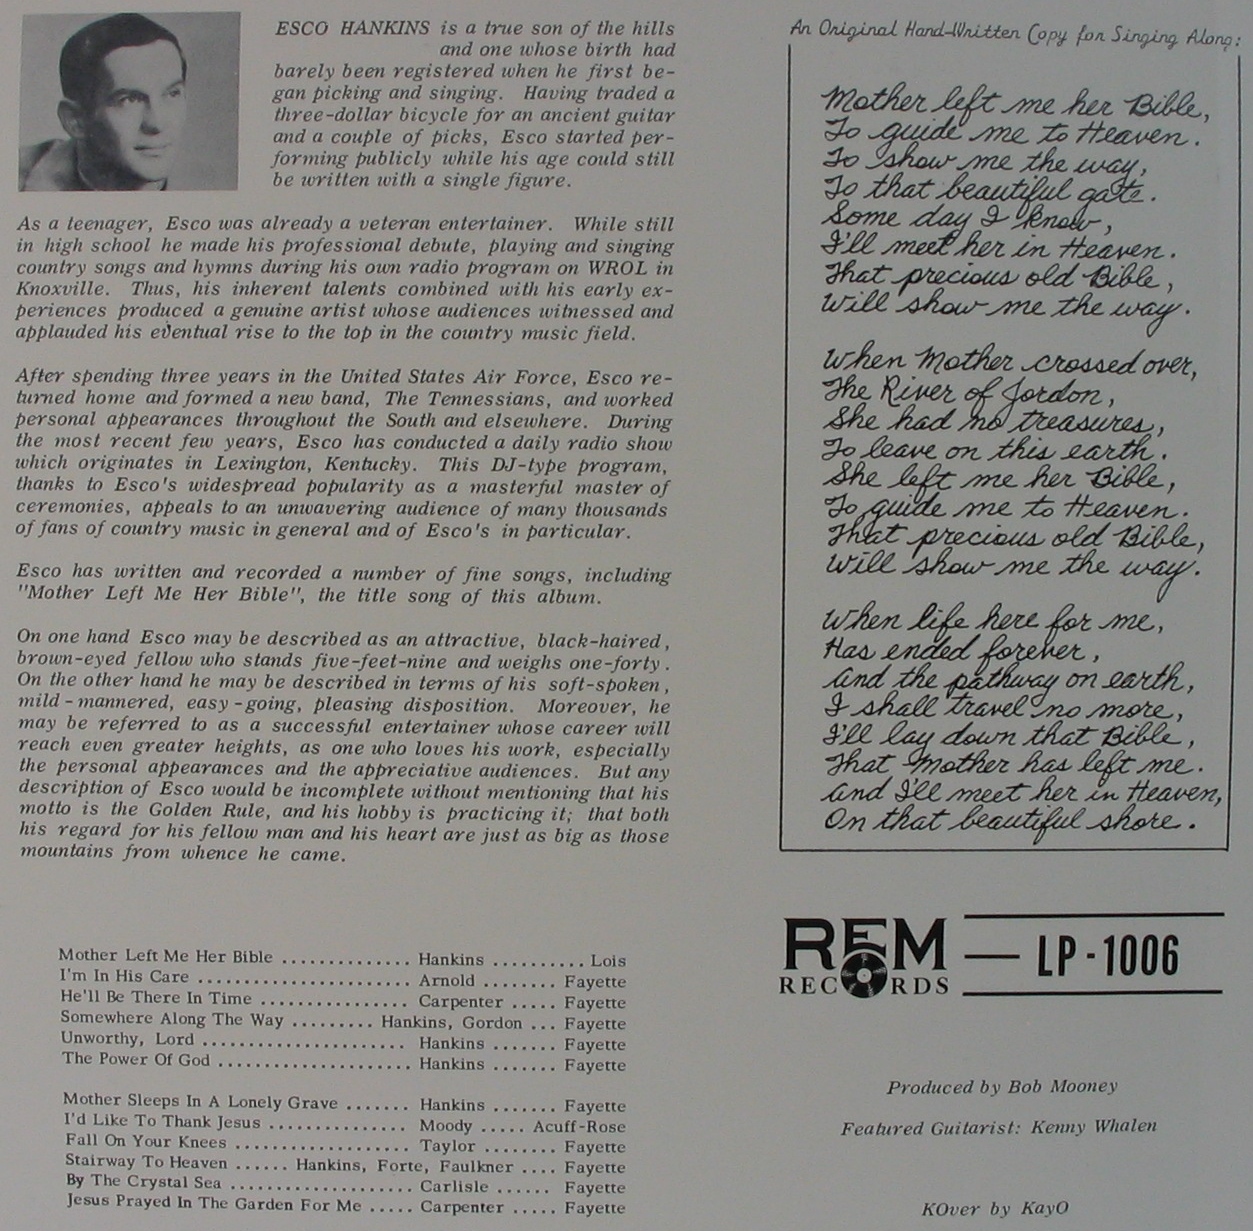 ESCO HANKINS is a true son of the hills
and one whose birth had
barely been registered when he first be-
gan picking and singing. Having traded a
three-dollar bicycle for an ancient guitar
and a couple of picks, Esco started per-
forming publicly while his age could still
be written with a single figure.
As a teenager, Esco was already a veteran entertainer. While still
in high school he made his professional debute, playing and singing
country songs and hymns during his own radio program on WROL in
Knoxville. Thus, his inherent talents combined with his early ex-
periences produced a genuine artist whose audiences witnessed and
applauded his eventual rise to the top in the country music field.
After spending three years in the United States Air Force, Esco re-
turned home and formed a new band, The Tennessians, and worked
personal appearances throughout the South and elsewhere. During
the most recent few years, Esco has conducted a daily radio show
which originates in Lexington, Kentucky. This DJ-type program,
thanks to Esco's widespread popularity as a masterful master of
ceremonies, appeals to an unwavering audience of many thousands
of fans of country music in general and of Esco's in particular.
Esco has written and recorded a number of fine songs, including
"Mother Left Me Her Bible", the title song of this album.
On one hand Esco may be described as an attractive, black-haired,
brown-eyed fellow who stands five-feet-nine and weighs one-forty.
On the other hand he may be described in terms of his soft-spoken,
mild-mannered, easy-going, pleasing disposition. Moreover, he
may be referred to as a successful entertainer whose career will
reach even greater heights, as one who loves his work, especially
the personal appearances and the appreciative audiences. But any
description of Esco would be incomplete without mentioning that his
motto is the Golden Rule, and his hobby is practicing it; that both
his regard for his fellow man and his heart are just as big as those
mountains from whence he came.
Mother Left Me Her Bible .............. Hankins .......... Lois
I'm In His Care ........................ Arnold ........ Fayette
He'll Be There In Time ................ Carpenter ..... Fayette
Somewhere Along The Way ......... Hankins, Gordon ... Fayette
Unworthy, Lord ...................... Hankins ....... Fayette
The Power Of God ..................... Hankins ....... Fayette
Mother Sleeps In A Lonely Grave ....... Hankins ....... Fayette
I'd Like To Thank Jesus .............. Moody ..... Acuff-Rose
Fall On Your Knees ................... Taylor ........ Fayette
Stairway To Heaven ...... Hankins, Forte, Faulkner .... Fayette
By The Crystal Sea ................... Carlisle ...... Fayette
Jesus Prayed In The Garden For Me ..... Carpenter ..... Fayette
An Original Hand-Written Copy for Singing Along:
Mother left me her Bible,
To guide me to Heaven.
To show me the way,
To that beautiful gate.
Some day I know,
I'll meet her in Heaven.
That precious old Bible,
Will show me the way.
When Mother crossed over,
The River of Jordon,
She had no treasures,
To leave on this earth.
She left me her Bible,
To guide me to Heaven.
That precious old Bible,
Will show me the way.
When life here for me,
Has ended forever,
And the pathway on earth,
I shall travel no more,
I'll lay down that Bible,
That Mother has left me.
And I'll meet her in Heaven,
On that beautiful shore.
REM
RECORDS
LP-1006
Produced by Bob Mooney
Featured Guitarist: Kenny Whalen
KOver by KayO